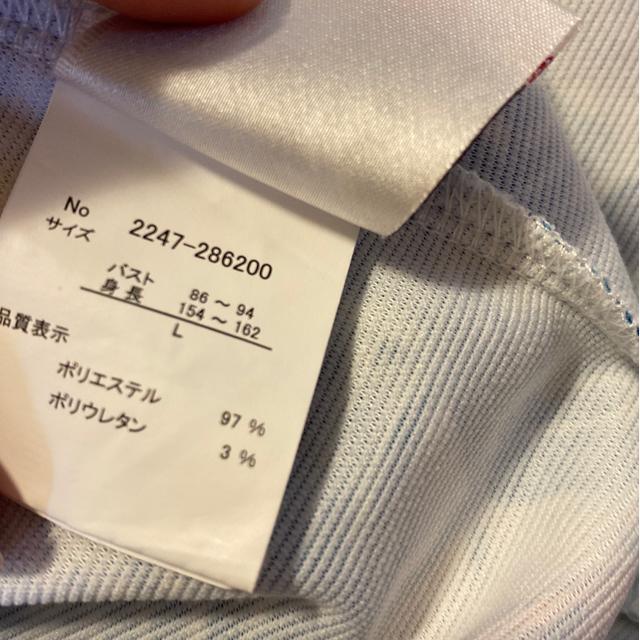 No 2247-286200
サイズ
バスト 86 ～ 94
身長 154 ～ 162
L
品質表示
ポリエステル 97 %
ポリウレタン 3 %